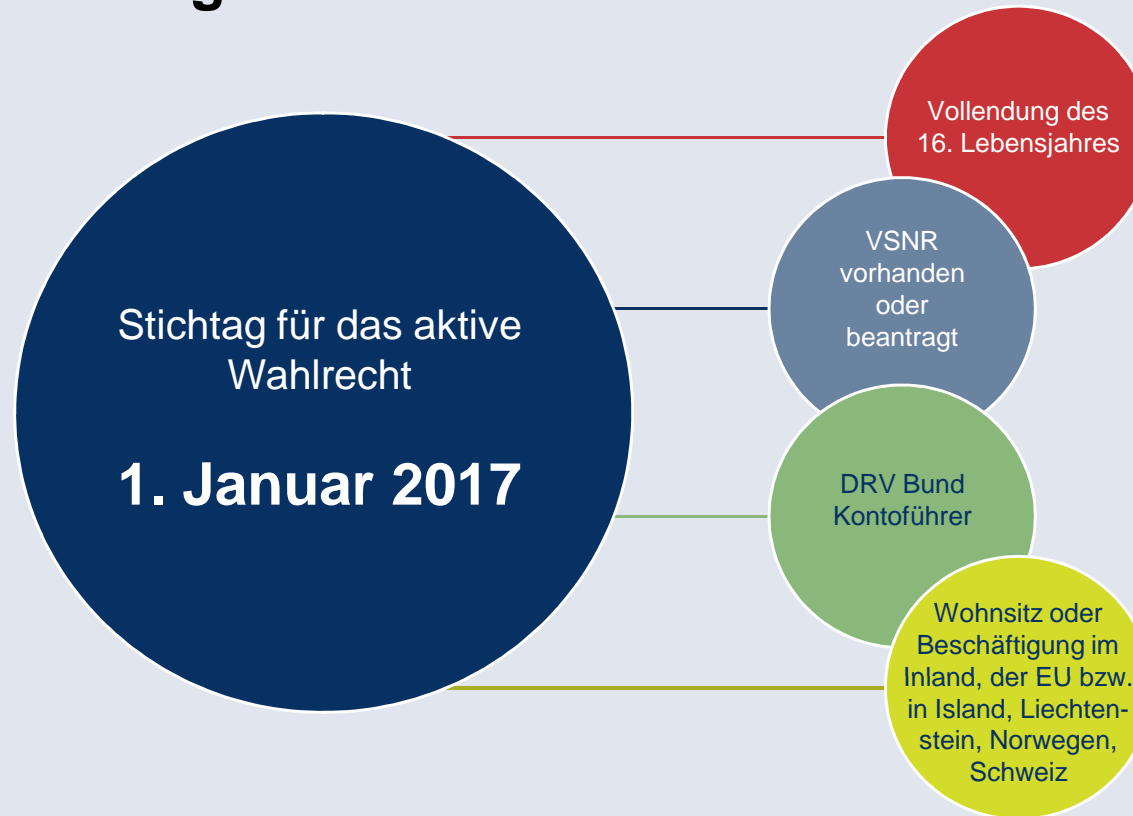 Stichtag für das aktive
Wahlrecht
1. Januar 2017
Vollendung des
16. Lebensjahres
VSNR
vorhanden
oder
beantragt
DRV Bund
Kontoführer
Wohnsitz oder
Beschäftigung im
Inland, der EU bzw.
in Island, Liechten-
stein, Norwegen,
Schweiz